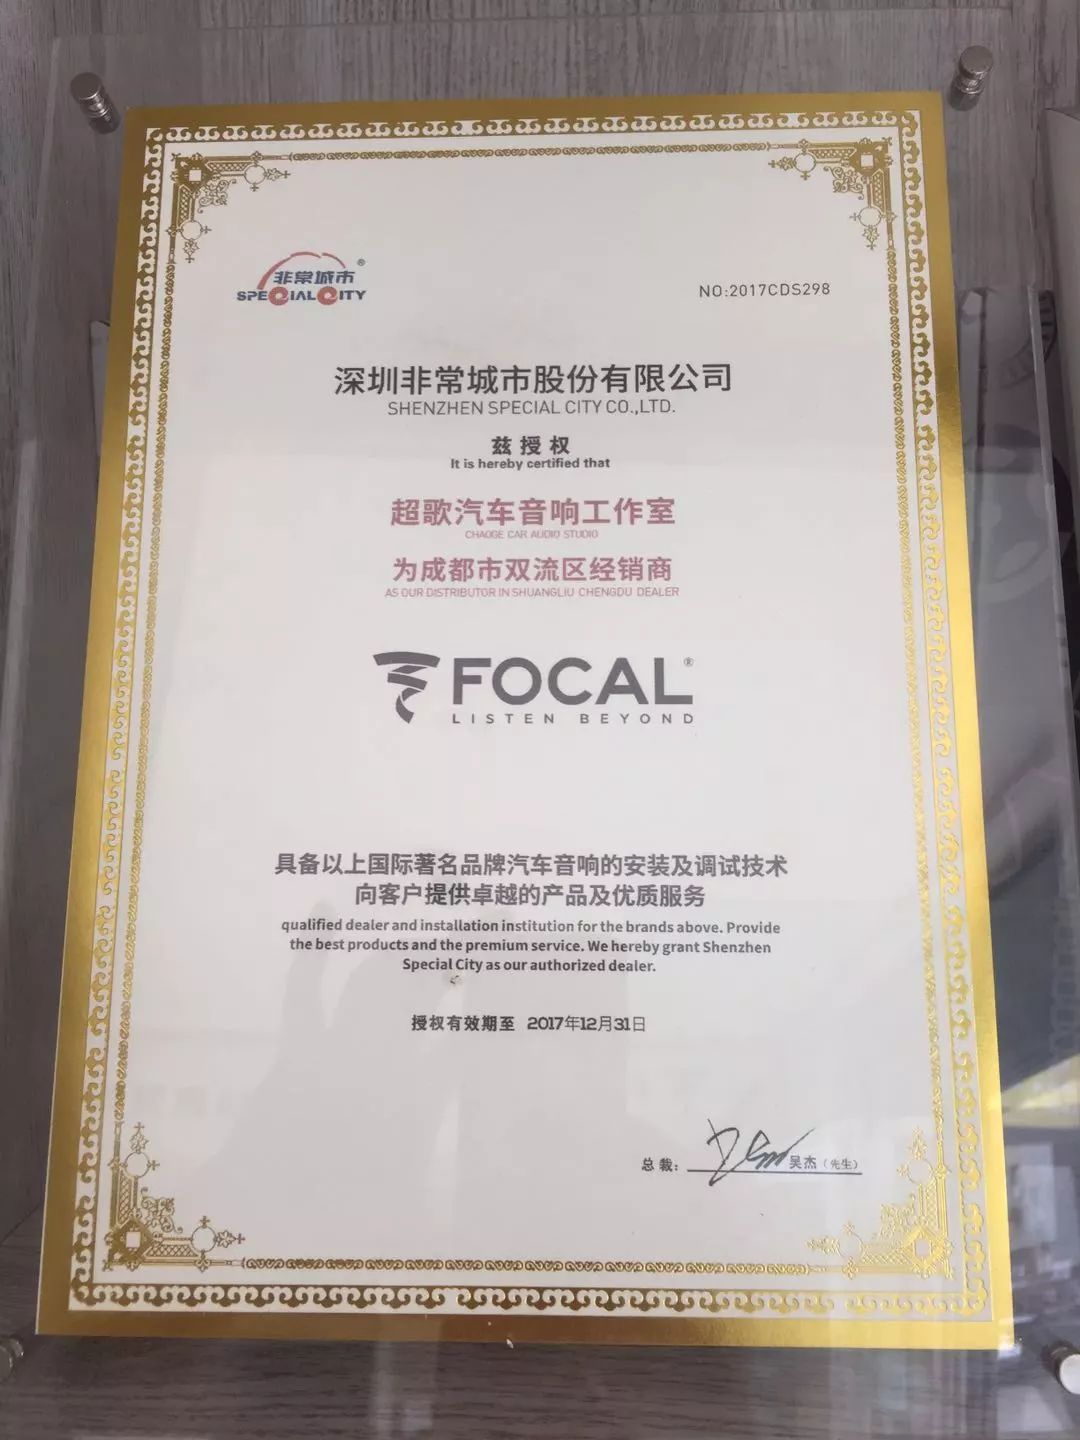 非常城市®
SPECIAL CITY
NO:2017CDS298
深圳非常城市股份有限公司
SHENZHEN SPECIAL CITY CO.,LTD.
兹授权
It is hereby certified that
超歌汽车音响工作室
CHAOGE CAR AUDIO STUDIO
为成都市双流区经销商
AS OUR DISTRIBUTOR IN SHUANGLIU CHENGDU DEALER
FOCAL®
LISTEN BEYOND
具备以上国际著名品牌汽车音响的安装及调试技术
向客户提供卓越的产品及优质服务
qualified dealer and installation institution for the brands above. Provide
the best products and the premium service. We hereby grant Shenzhen
Special City as our authorized dealer.
授权有效期至 2017年12月31日
总裁: 吴杰(先生)